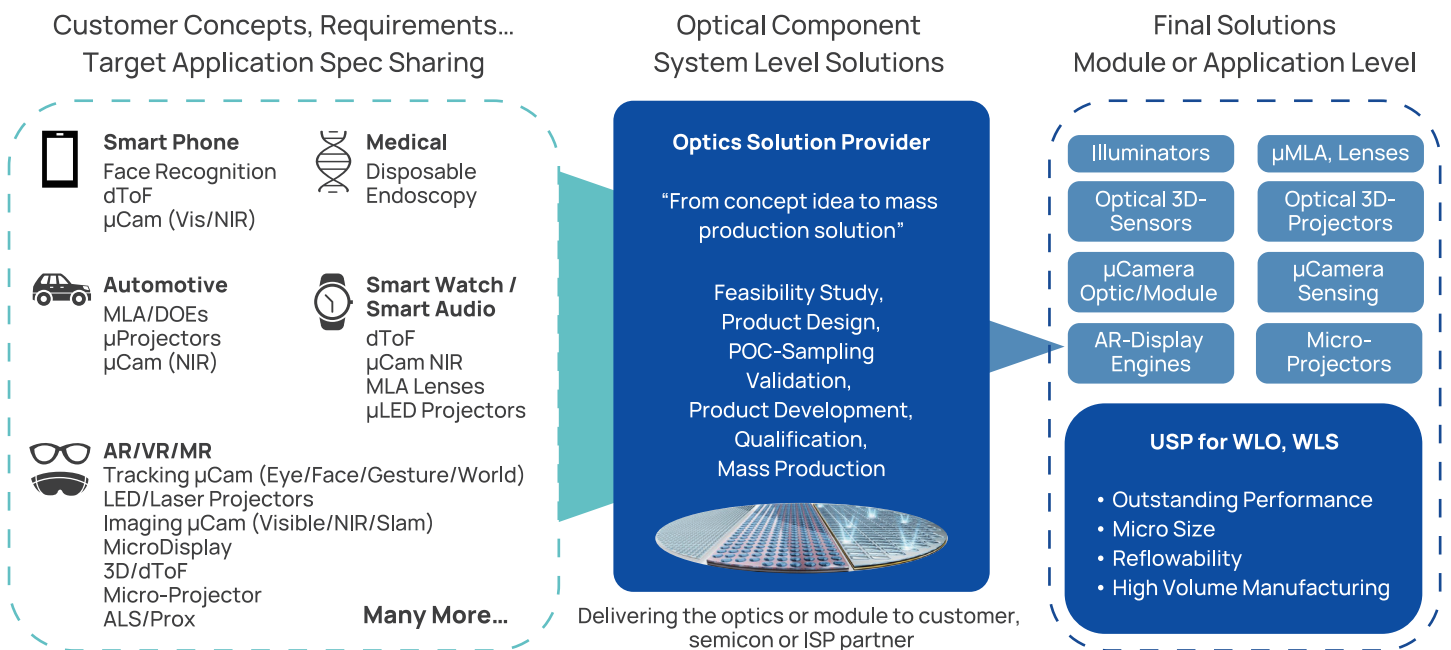 Customer Concepts, Requirements...
Target Application Spec Sharing
Smart Phone
Face Recognition
dToF
µCam (Vis/NIR)
Medical
Disposable
Endoscopy
Automotive
MLA/DOEs
µProjectors
µCam (NIR)
Smart Watch /
Smart Audio
dToF
µCam NIR
MLA Lenses
µLED Projectors
AR/VR/MR
Tracking µCam (Eye/Face/Gesture/World)
LED/Laser Projectors
Imaging µCam (Visible/NIR/Slam)
MicroDisplay
3D/dToF
Micro-Projector
ALS/Prox
Many More...
Optical Component
System Level Solutions
Optics Solution Provider
“From concept idea to mass
production solution”
Feasibility Study,
Product Design,
POC-Sampling
Validation,
Product Development,
Qualification,
Mass Production
Delivering the optics or module to customer,
semicon or ISP partner
Final Solutions
Module or Application Level
Illuminators
µMLA, Lenses
Optical 3D-
Sensors
Optical 3D-
Projectors
µCamera
Optic/Module
µCamera
Sensing
AR-Display
Engines
Micro-
Projectors
USP for WLO, WLS
• Outstanding Performance
• Micro Size
• Reflowability
• High Volume Manufacturing